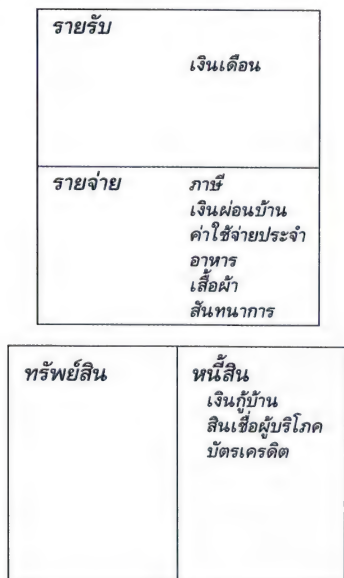 รายรับ
เงินเดือน
รายจ่าย
ภาษี
เงินผ่อนบ้าน
ค่าใช้จ่ายประจำ
อาหาร
เสื้อผ้า
สันทนาการ
ทรัพย์สิน
หนี้สิน
เงินกู้บ้าน
สินเชื่อผู้บริโภค
บัตรเครดิต